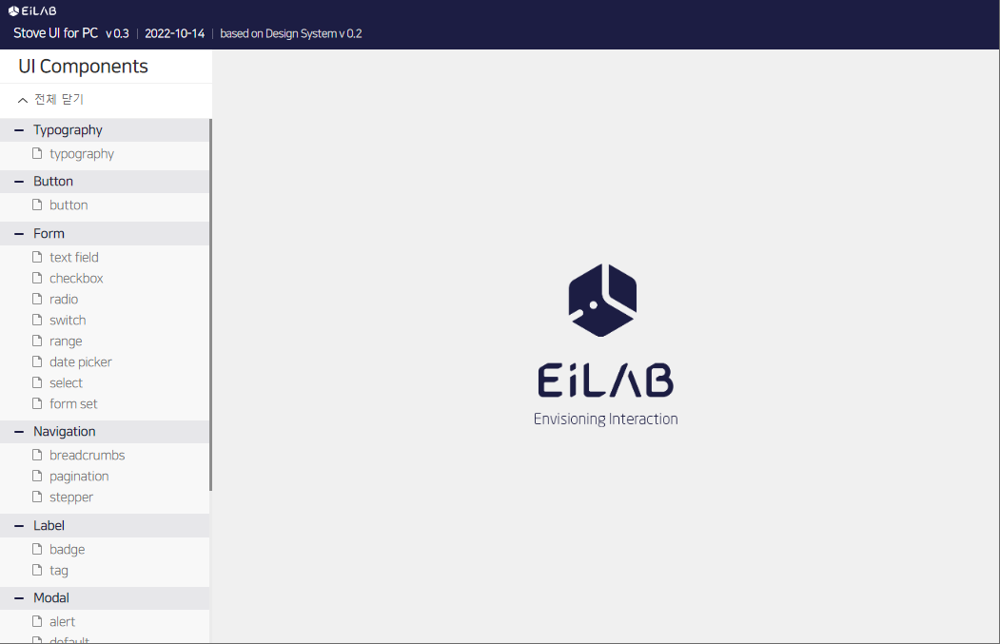 EiLAB
Stove UI for PC v 0.3 | 2022-10-14 | based on Design System v 0.2
UI Components
전체 닫기
Typography
typography
Button
button
Form
text field
checkbox
radio
switch
range
date picker
select
form set
Navigation
breadcrumbs
pagination
stepper
Label
badge
tag
Modal
alert
default
EiLAB
Envisioning Interaction